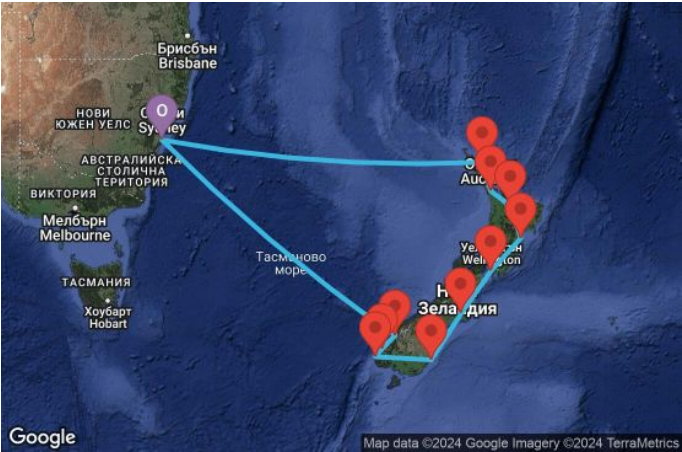 Брисбън
Brisbane
НОВИ
ЮЖЕН УЕЛС
O
Sydney
АВСТРАЛИЙСКА
СТОЛИЧНА
ТЕРИТОРИЯ
ВИКТОРИЯ
Мелбърн
Melbourne
ТАСМАНИЯ
Хоубарт
Hobart
Тасманово
море
Wellington
Зеландия
Google
Map data ©2024 Google Imagery ©2024 TerraMetrics